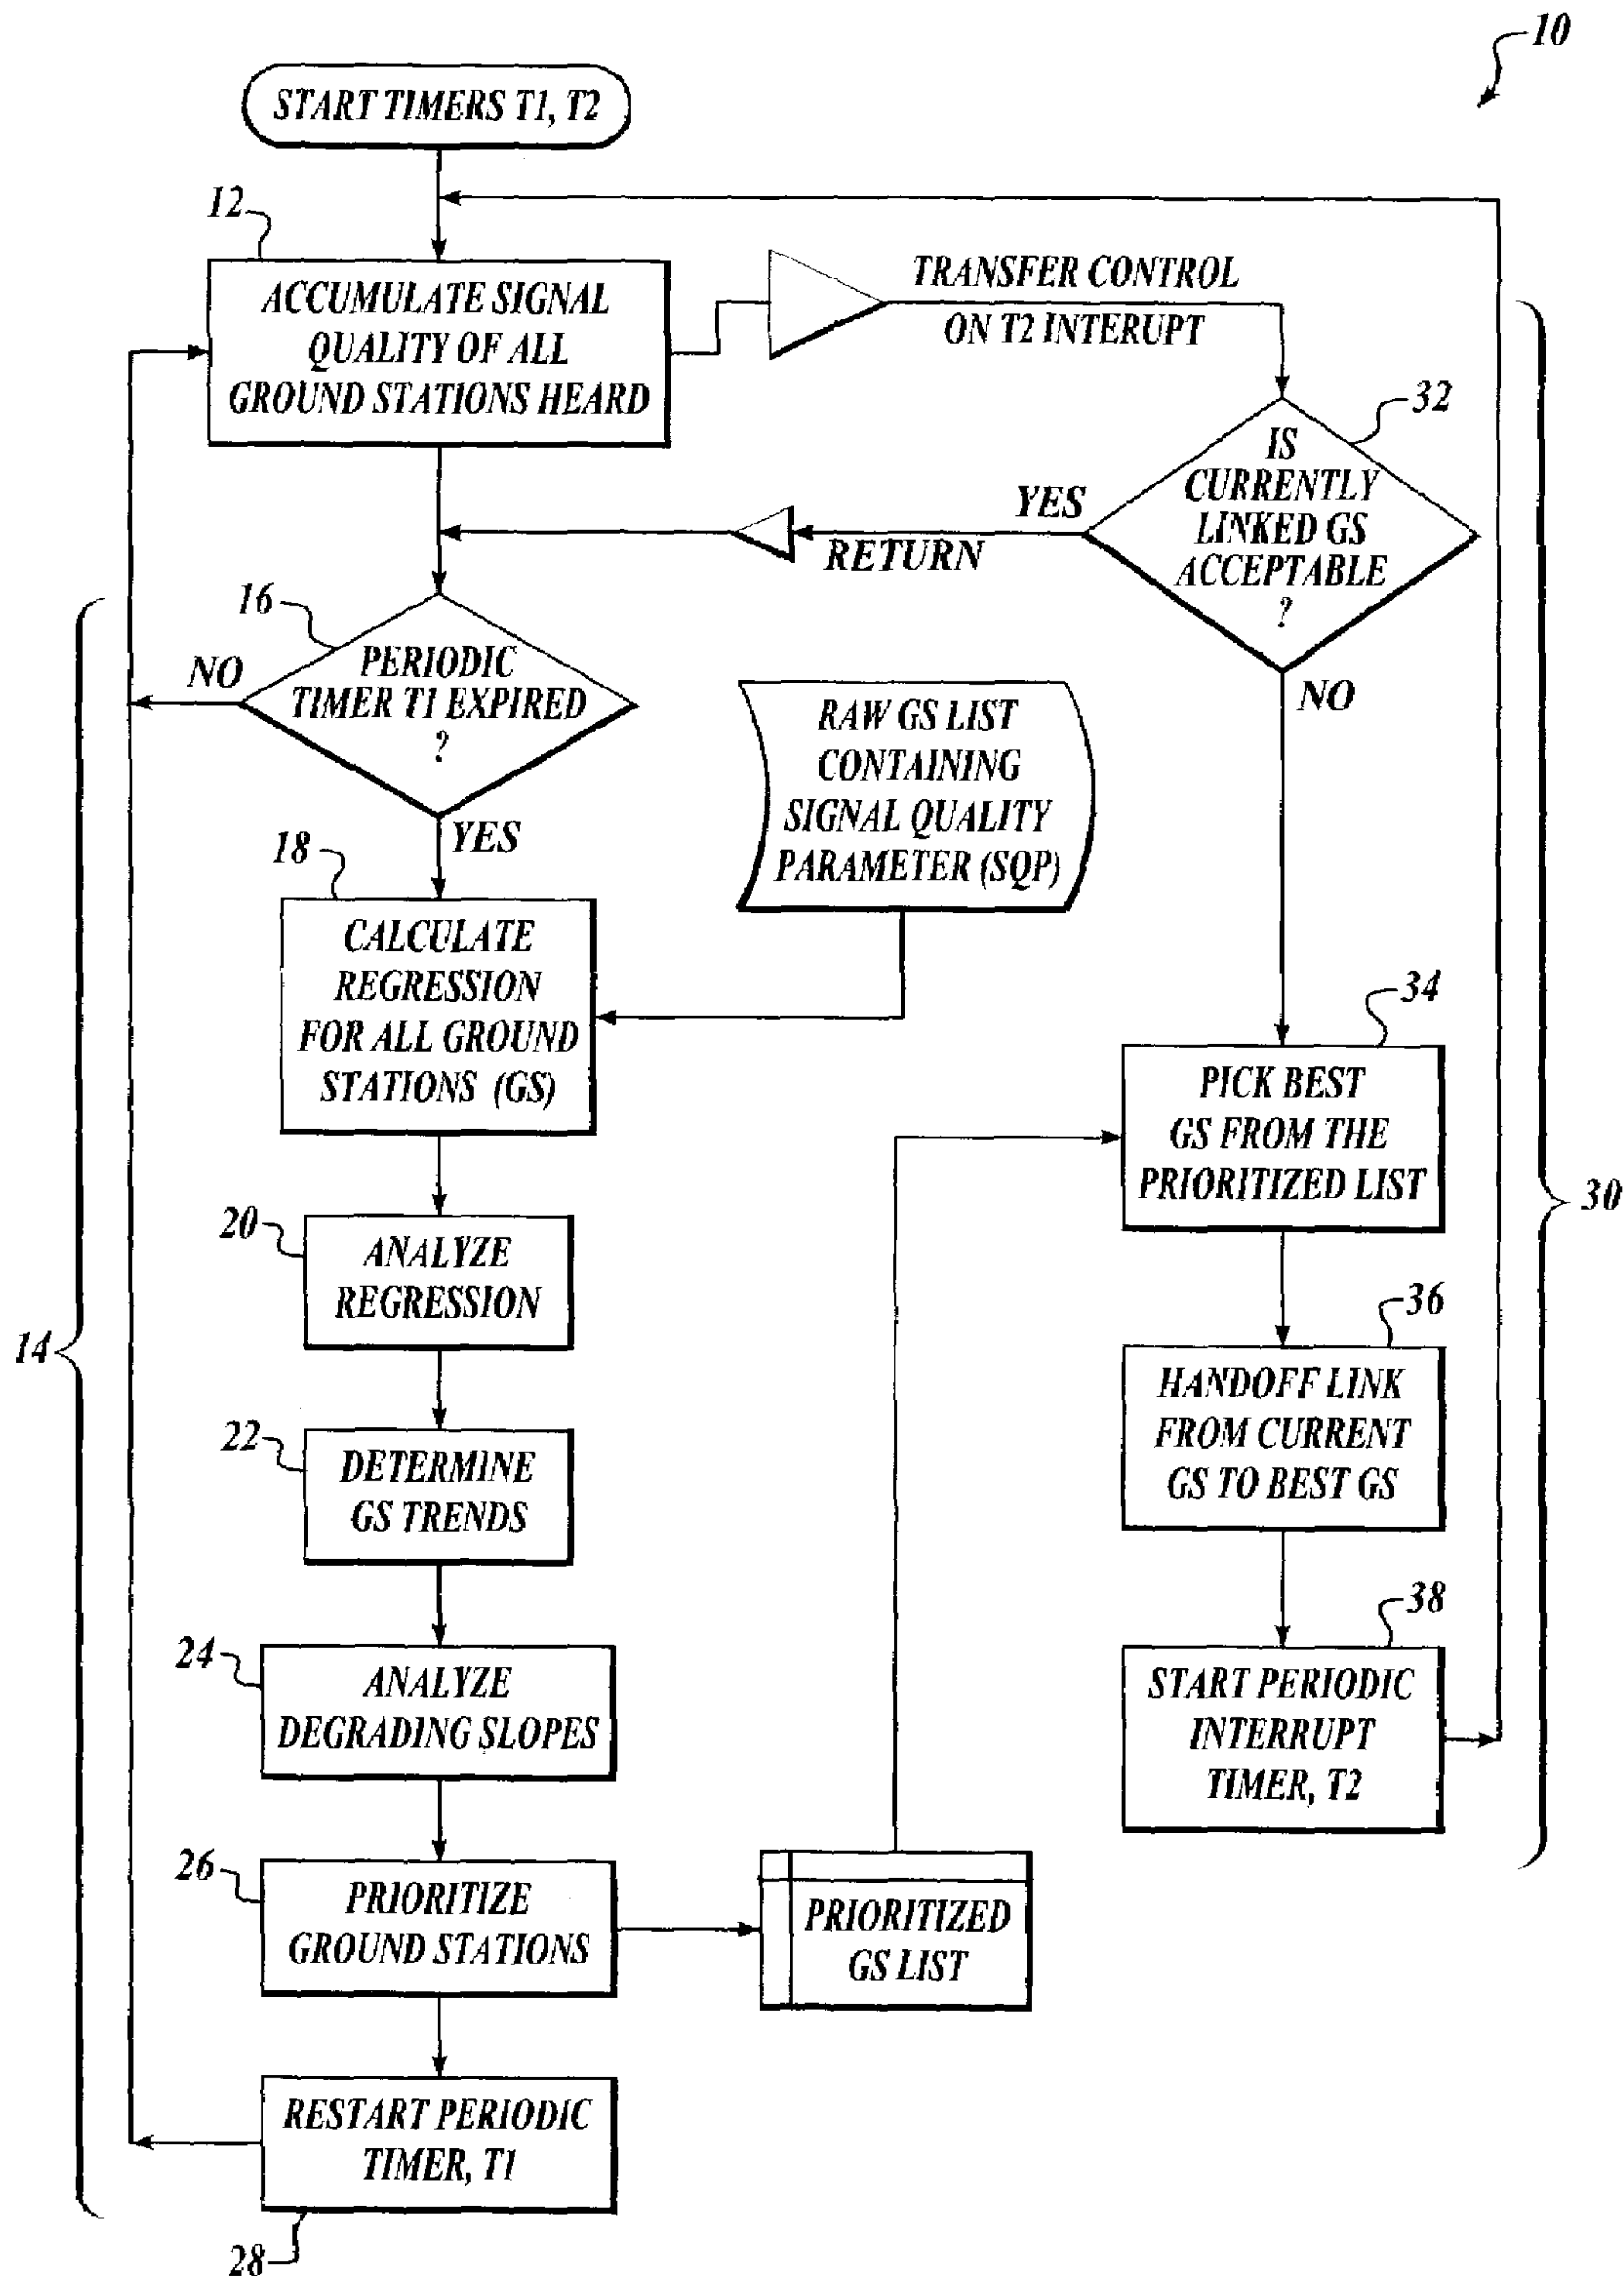 10
START TIMERS T1, T2
12
ACCUMULATE SIGNAL
QUALITY OF ALL
GROUND STATIONS HEARD
TRANSFER CONTROL
ON T2 INTERUPT
32
IS
CURRENTLY
LINKED GS
ACCEPTABLE
?
YES
RETURN
NO
16
PERIODIC
TIMER T1 EXPIRED
?
NO
YES
RAW GS LIST
CONTAINING
SIGNAL QUALITY
PARAMETER (SQP)
18
CALCULATE
REGRESSION
FOR ALL GROUND
STATIONS (GS)
34
PICK BEST
GS FROM THE
PRIORITIZED LIST
30
20
ANALYZE
REGRESSION
14
36
HANDOFF LINK
FROM CURRENT
GS TO BEST GS
22
DETERMINE
GS TRENDS
38
START PERIODIC
INTERRUPT
TIMER, T2
24
ANALYZE
DEGRADING SLOPES
26
PRIORITIZE
GROUND STATIONS
PRIORITIZED
GS LIST
RESTART PERIODIC
TIMER, T1
28